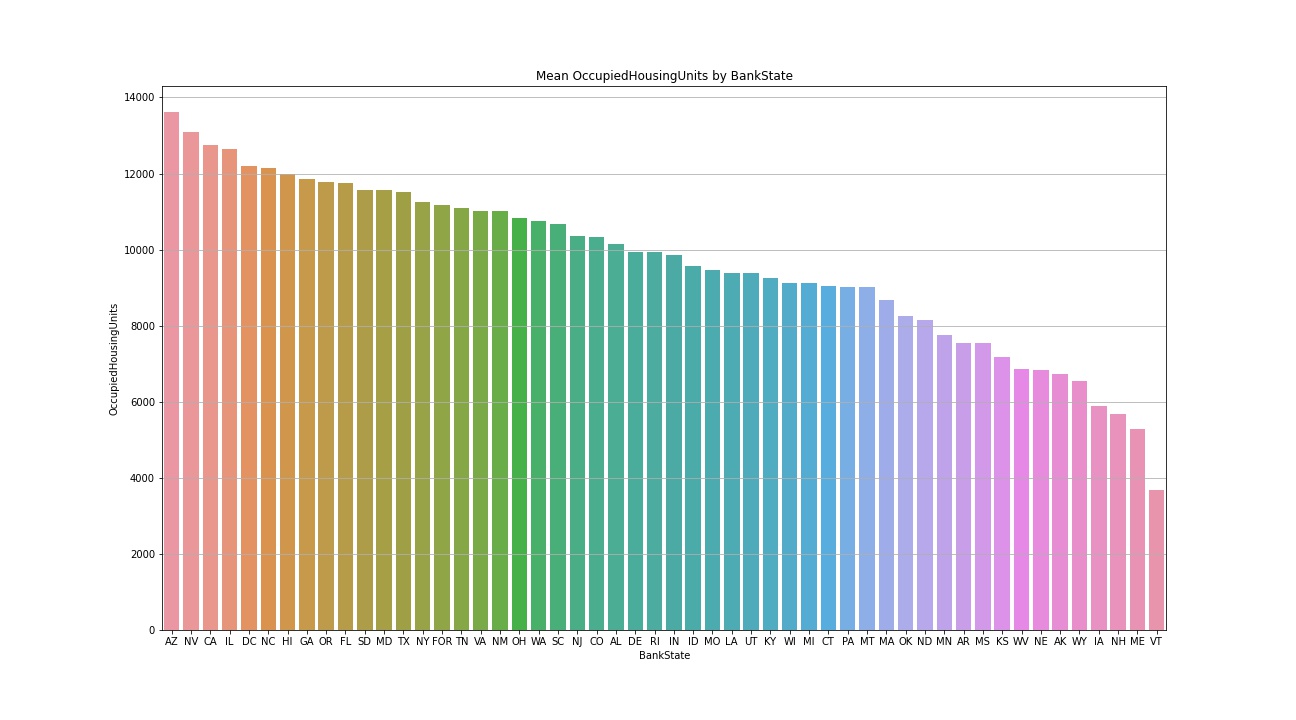 Mean OccupiedHousingUnits by BankState
14000
12000
10000
8000
6000
4000
2000
0
OccupiedHousingUnits
AZ NV CA IL DC NC HI GA OR FL SD MD TX NY FOR TN VA NM OH WA SC NJ CO AL DE RI IN ID MO LA UT KY WI MI CT PA MT MA OK ND MN AR MS KS WV NE AK WY IA NH ME VT
BankState